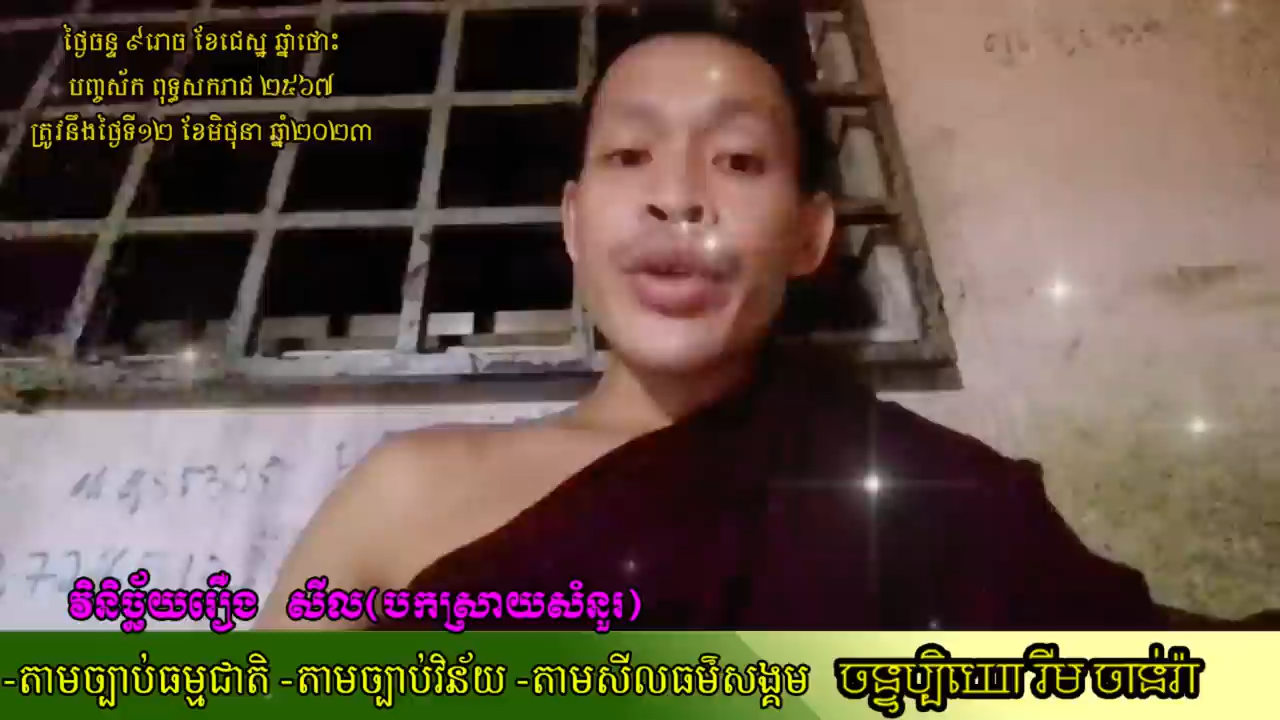 ថ្ងៃចន្ទ ៩រោច ខែជេស្ឋ ឆ្នាំថោះ
បញ្ចស័ក ពុទ្ធសករាជ ២៥៦៧
ត្រូវនឹងថ្ងៃទី១២ ខែមិថុនា ឆ្នាំ២០២៣
វិនិច្ឆ័យរឿង សីល(បកស្រាយសំនួរ)
-តាមច្បាប់ធម្មជាតិ -តាមច្បាប់វិន័យ -តាមសីលធម៌សង្គម ចន្ទប្បិយោ រីម ចាន់រ៉ា